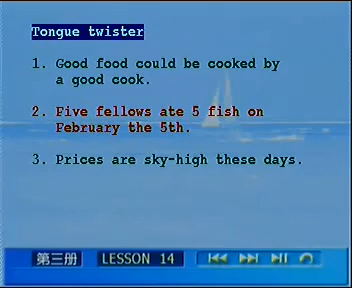 Tongue twister
1. Good food could be cooked by
a good cook.
2. Five fellows ate 5 fish on
February the 5th.
3. Prices are sky-high these days.
第三册 LESSON 14